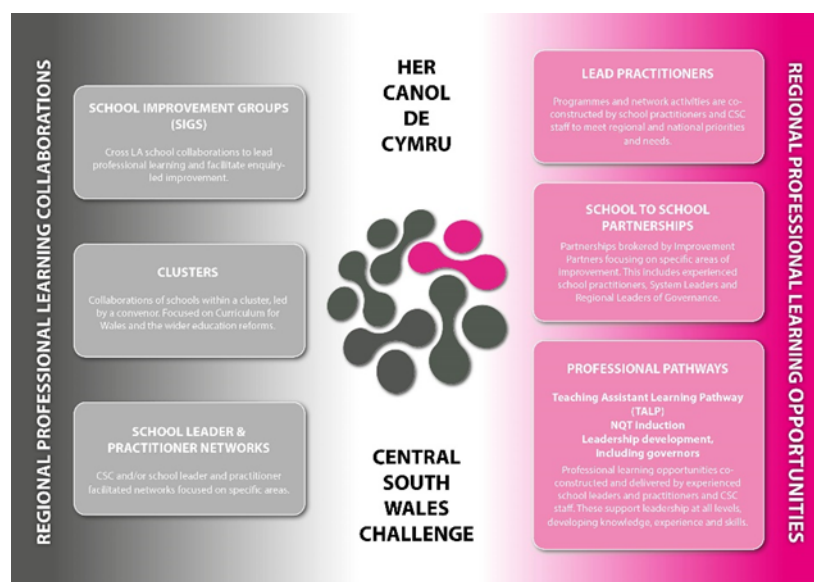 REGIONAL PROFESSIONAL LEARNING COLLABORATIONS
SCHOOL IMPROVEMENT GROUPS
(SIGS)
Cross LA school collaborations to lead
professional learning and facilitate enquiry-
led improvement.
CLUSTERS
Collaborations of schools within a cluster, led
by a convenor. Focused on Curriculum for
Wales and the wider education reforms.
SCHOOL LEADER &
PRACTITIONER NETWORKS
CSC and/or school leader and practitioner
facilitated networks focused on specific areas.
HER
CANOL
DE
CYMRU
CENTRAL
SOUTH
WALES
CHALLENGE
LEAD PRACTITIONERS
Programmes and network activities are co-
constructed by school practitioners and CSC
staff to meet regional and national priorities
and needs.
SCHOOL TO SCHOOL
PARTNERSHIPS
Partnerships brokered by Improvement
Partners focusing on specific areas of
improvement. This includes experienced
school practitioners, System Leaders and
Regional Leaders of Governance.
PROFESSIONAL PATHWAYS
Teaching Assistant Learning Pathway
(TALP)
NQT Induction
Leadership development,
including governors
Professional learning opportunities co-
constructed and delivered by experienced
school leaders and practitioners and CSC
staff. These support leadership at all levels,
developing knowledge, experience and skills.
REGIONAL PROFESSIONAL LEARNING OPPORTUNITIES